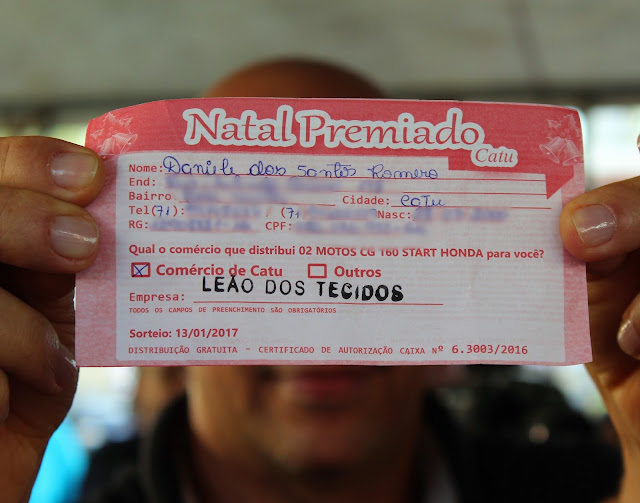 Natal Premiado
Catu
Nome: Daniele dos Santos Romero
End:
Bairro Cidade: Catu
Tel(71) (71) Nasc:
RG: CPF:
Qual o comércio que distribui 02 MOTOS CG 160 START HONDA para você?
Comércio de Catu Outros
Empresa: LEÃO DOS TECIDOS
TODOS OS CAMPOS DE PREENCHIMENTO SÃO OBRIGATÓRIOS
Sorteio: 13/01/2017
DISTRIBUIÇÃO GRATUITA - CERTIFICADO DE AUTORIZAÇÃO CAIXA Nº 6.3003/2016